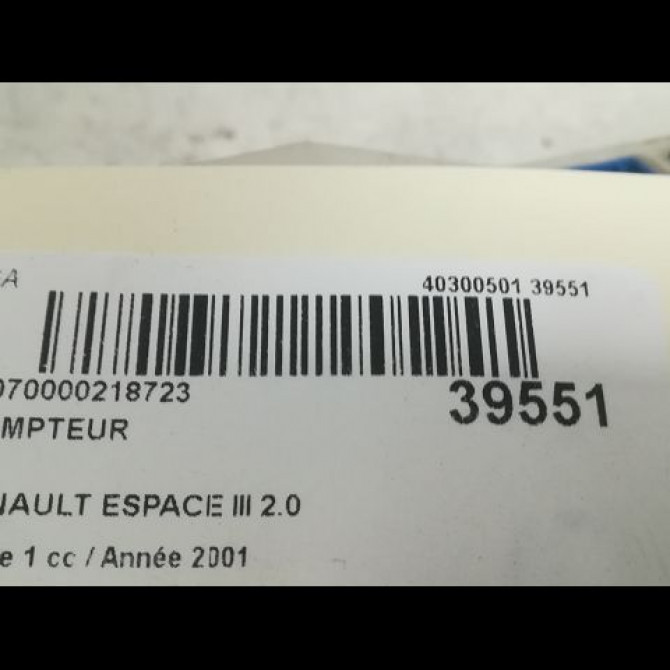 40300501 39551
070000218723
39551
MPTEUR
NAULT ESPACE III 2.0
e 1 cc / Année 2001